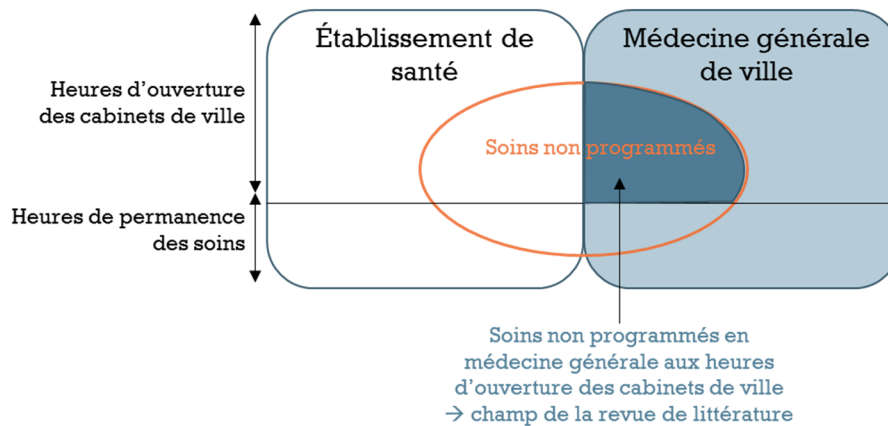 Établissement de
santé
Médecine générale
de ville
Heures d'ouverture
des cabinets de ville
Soins non programmés
Heures de permanence
des soins
Soins non programmés en
médecine générale aux heures
d'ouverture des cabinets de ville
→ champ de la revue de littérature